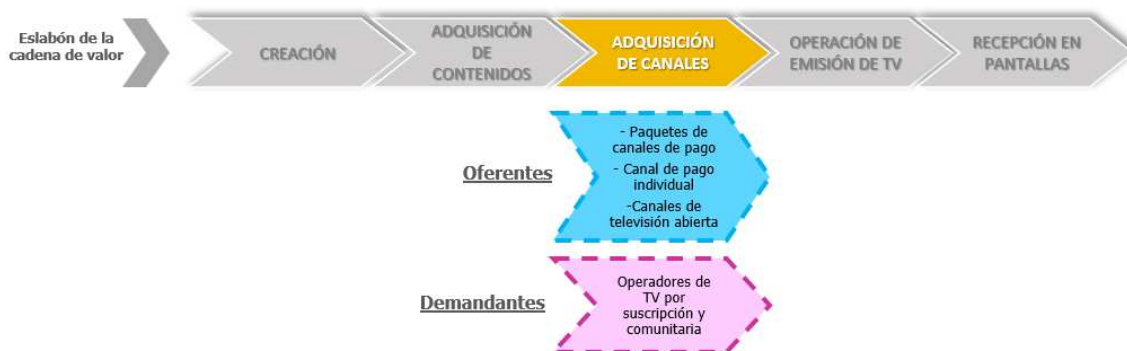 Eslabón de la
cadena de valor
CREACIÓN
ADQUISICIÓN
DE
CONTENIDOS
ADQUISICIÓN
DE CANALES
OPERACIÓN DE
EMISIÓN DE TV
RECEPCIÓN EN
PANTALLAS
Oferentes
- Paquetes de
canales de pago
- Canal de pago
individual
-Canales de
televisión abierta
Demandantes
Operadores de
TV por
suscripción y
comunitaria